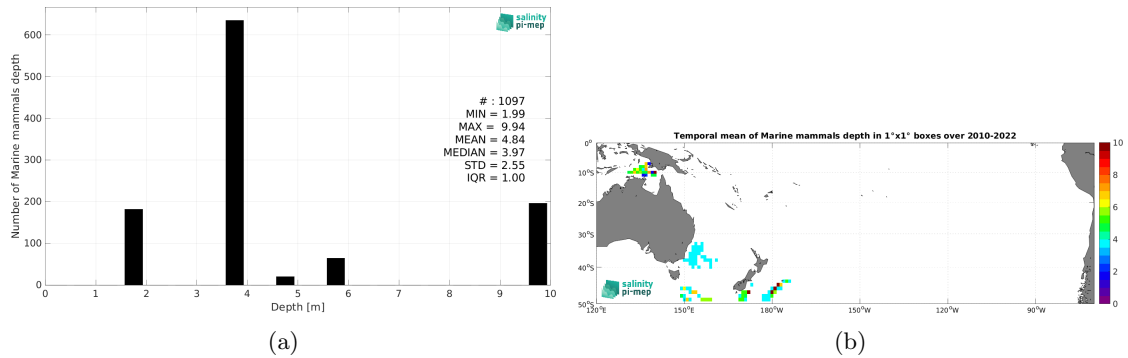 salinity
pi-mep
Number of Marine mammals depth
600
500
400
300
200
100
0
# : 1097
MIN = 1.99
MAX = 9.94
MEAN = 4.84
MEDIAN = 3.97
STD = 2.55
IQR = 1.00
0 1 2 3 4 5 6 7 8 9 10
Depth [m]
(a)
Temporal mean of Marine mammals depth in 1°x1° boxes over 2010-2022
0°
10°S
20°S
30°S
40°S
50°S
salinity
pi-mep
120°E 150°E 180°W 150°W 120°W 90°W
10
8
6
4
2
0
(b)